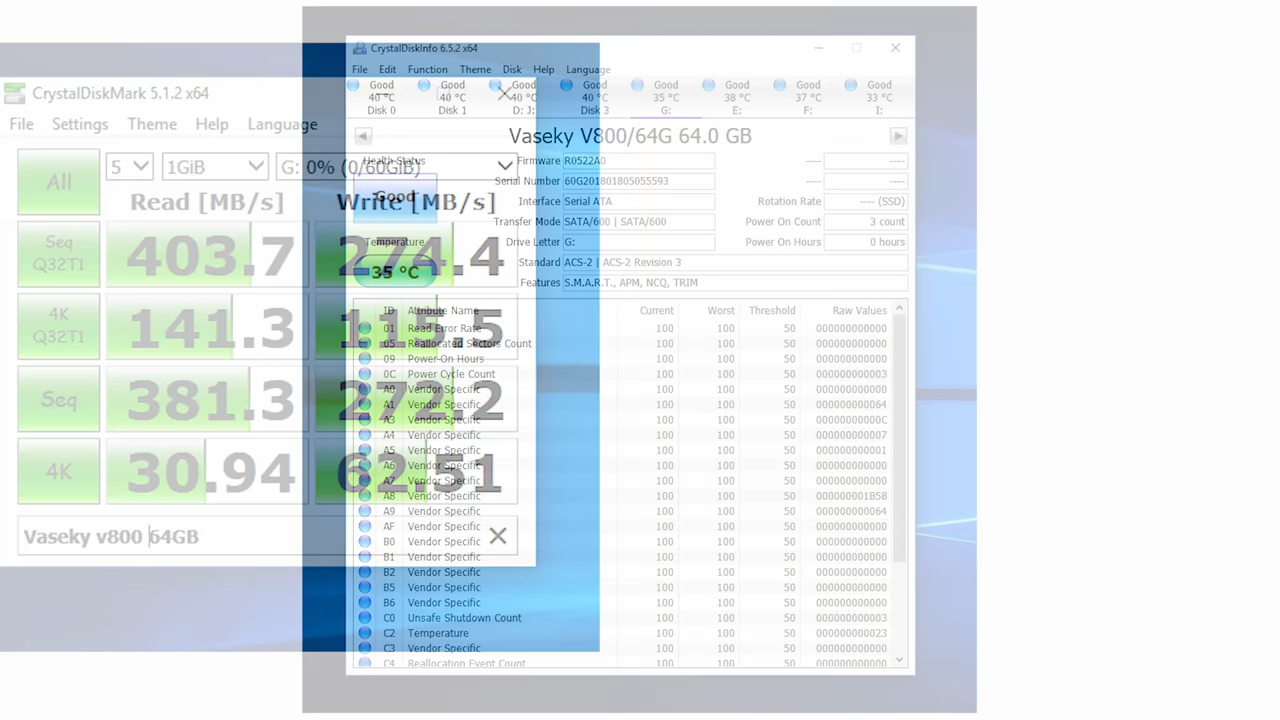 CrystalDiskMark 5.1.2 x64
File Settings Theme Help Language
All 5 1GiB G: 0% (0/60GiB)
Read [MB/s] Write [MB/s]
Seq Q32T1 403.7 274.4
4K Q32T1 141.3 115.5
Seq 381.3 272.2
4K 30.94 62.51
Vaseky v800 64GB
CrystalDiskInfo 6.5.2 x64
File Edit Function Theme Disk Help Language
Good Good Good Good Good Good Good Good
40 °C 40 °C 40 °C 40 °C 35 °C 38 °C 37 °C 33 °C
Disk 0 Disk 1 D: J: Disk 3 G: E: F: I:
Vaseky V800/64G 64.0 GB
Health Status
Good
Temperature
35 °C
Firmware R0522A0 ---- ----
Serial Number 60G201801805055593 ---- ----
Interface Serial ATA Rotation Rate ---- (SSD)
Transfer Mode SATA/600 | SATA/600 Power On Count 3 count
Drive Letter G: Power On Hours 0 hours
Standard ACS-2 | ACS-2 Revision 3
Features S.M.A.R.T., APM, NCQ, TRIM
ID Attribute Name Current Worst Threshold Raw Values
01 Read Error Rate 100 100 50 000000000000
05 Reallocated Sectors Count 100 100 50 000000000000
09 Power-On Hours 100 100 50 000000000000
0C Power Cycle Count 100 100 50 000000000003
A0 Vendor Specific 100 100 50 000000000000
A1 Vendor Specific 100 100 50 000000000064
A3 Vendor Specific 100 100 50 00000000000C
A4 Vendor Specific 100 100 50 000000000007
A5 Vendor Specific 100 100 50 000000000001
A6 Vendor Specific 100 100 50 000000000000
A7 Vendor Specific 100 100 50 000000000000
A8 Vendor Specific 100 100 50 000000001B58
A9 Vendor Specific 100 100 50 000000000064
AF Vendor Specific 100 100 50 000000000000
B0 Vendor Specific 100 100 50 000000000000
B1 Vendor Specific 100 100 50 000000000000
B2 Vendor Specific 100 100 50 000000000000
B5 Vendor Specific 100 100 50 000000000000
B6 Vendor Specific 100 100 50 000000000000
C0 Unsafe Shutdown Count 100 100 50 000000000003
C2 Temperature 100 100 50 000000000023
C3 Vendor Specific 100 100 50 000000000000
C4 Reallocation Event Count 100 100 50 000000000000